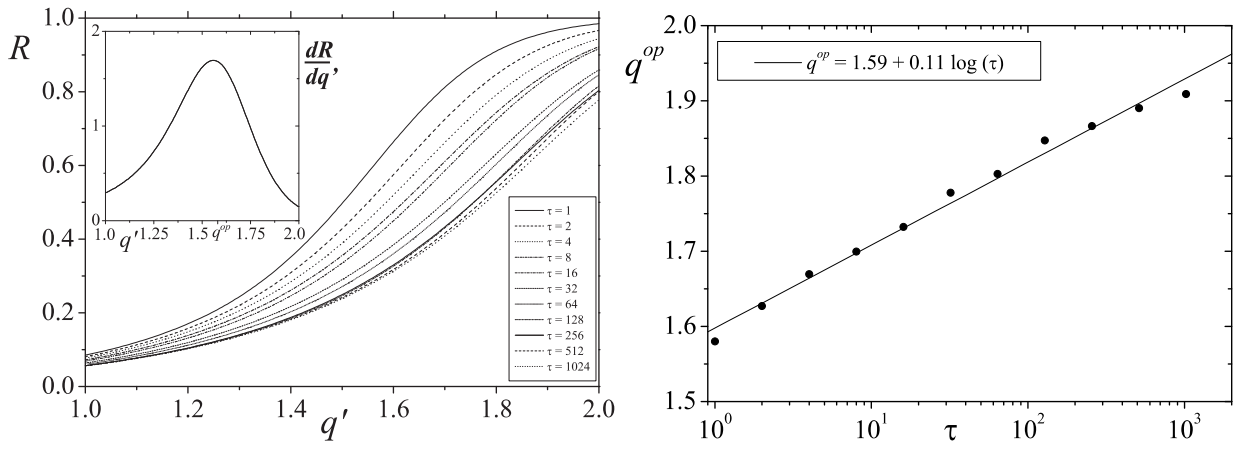 R
1.0
0.8
0.6
0.4
0.2
0.0
1.0 1.2 1.4 1.6 1.8 2.0
q'
2
1
0
1.0 q' 1.25 1.5 q^op 1.75 2.0
dR
dq'
τ = 1
τ = 2
τ = 4
τ = 8
τ = 16
τ = 32
τ = 64
τ = 128
τ = 256
τ = 512
τ = 1024
q^op
2.0
1.9
1.8
1.7
1.6
1.5
q^op = 1.59 + 0.11 log (τ)
10^0 10^1 10^2 10^3
τ